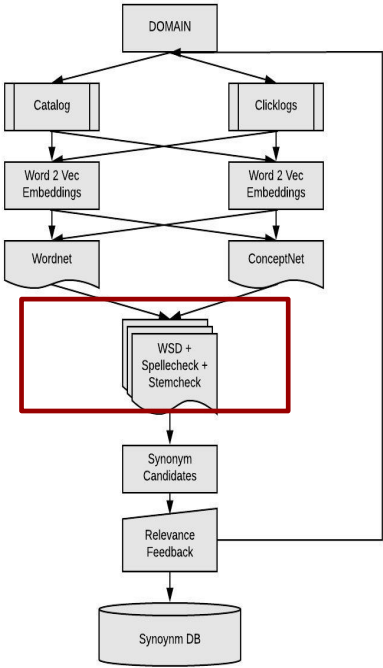 DOMAIN
Catalog
Clicklogs
Word 2 Vec
Embeddings
Word 2 Vec
Embeddings
Wordnet
ConceptNet
WSD +
Spellecheck +
Stemcheck
Synonym
Candidates
Relevance
Feedback
Synoynm DB